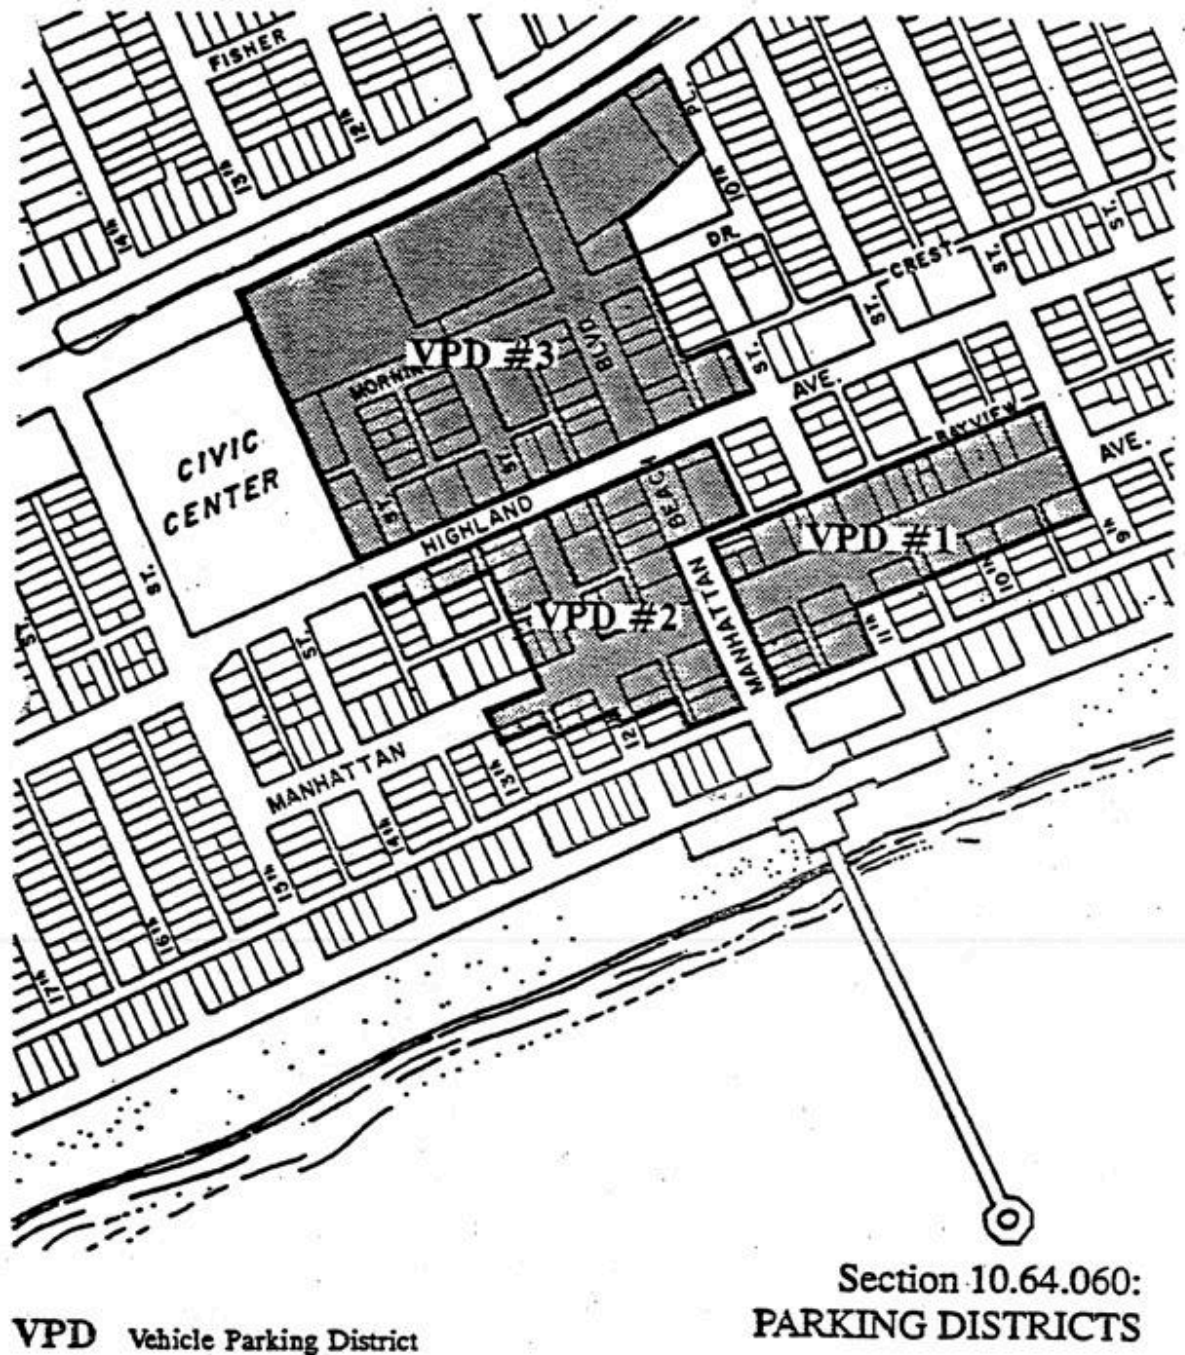 FISHER
12th
13th
14th
PL.
10th
DR.
CREST
ST.
ST.
ST.
ST.
AVE.
BAYVIEW
AVE.
VPD #3
MORNIN
BLVD
CIVIC
CENTER
ST.
ST.
HIGHLAND
BEACH
VPD #1
VPD #2
MANHATTAN
9th
10th
11th
ST.
ST.
ST.
12
13th
MANHATTAN
14th
15th
16th
17th
Section 10.64.060:
PARKING DISTRICTS
VPD Vehicle Parking District